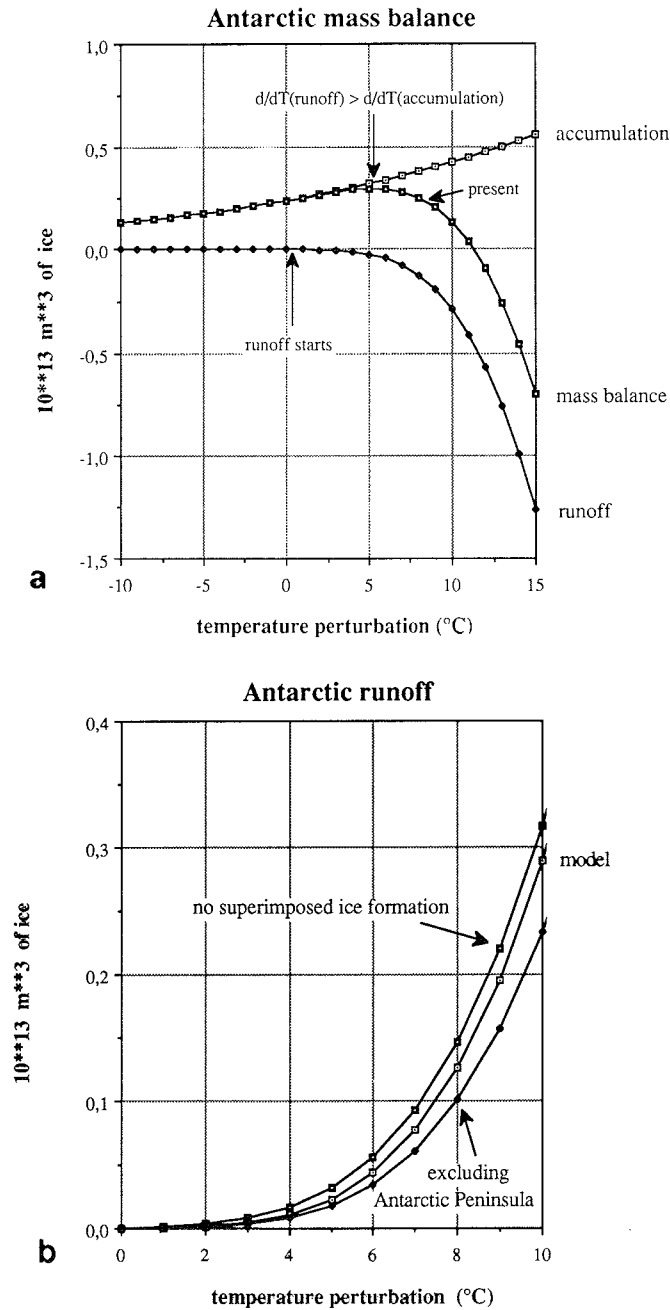 Antarctic mass balance
1,0
0,5
0,0
-0,5
-1,0
-1,5
10**13 m**3 of ice
d/dT(runoff) > d/dT(accumulation)
accumulation
present
runoff starts
mass balance
runoff
-10 -5 0 5 10 15
temperature perturbation (°C)
a
Antarctic runoff
0,4
0,3
0,2
0,1
0,0
10**13 m**3 of ice
model
no superimposed ice formation
excluding
Antarctic Peninsula
0 2 4 6 8 10
temperature perturbation (°C)
b